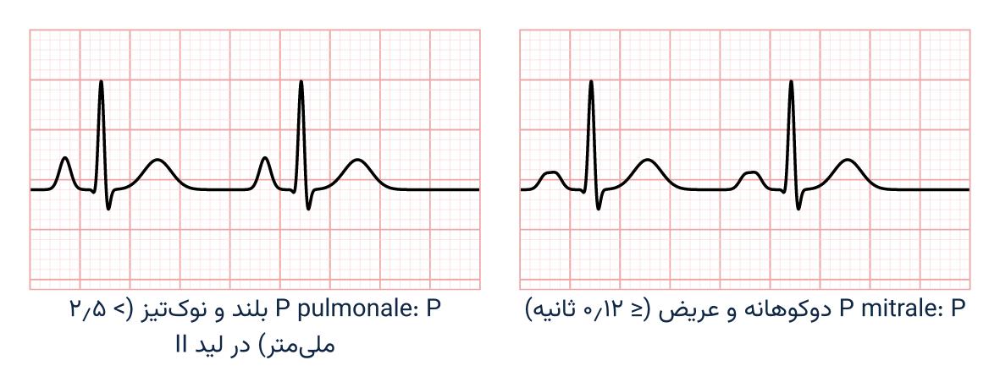 P mitrale: P دوکوهانه و عریض (≥ ۰٫۱۲ ثانیه)
P pulmonale: P بلند و نوک‌تیز (> ۲٫۵
میلی‌متر) در لید II